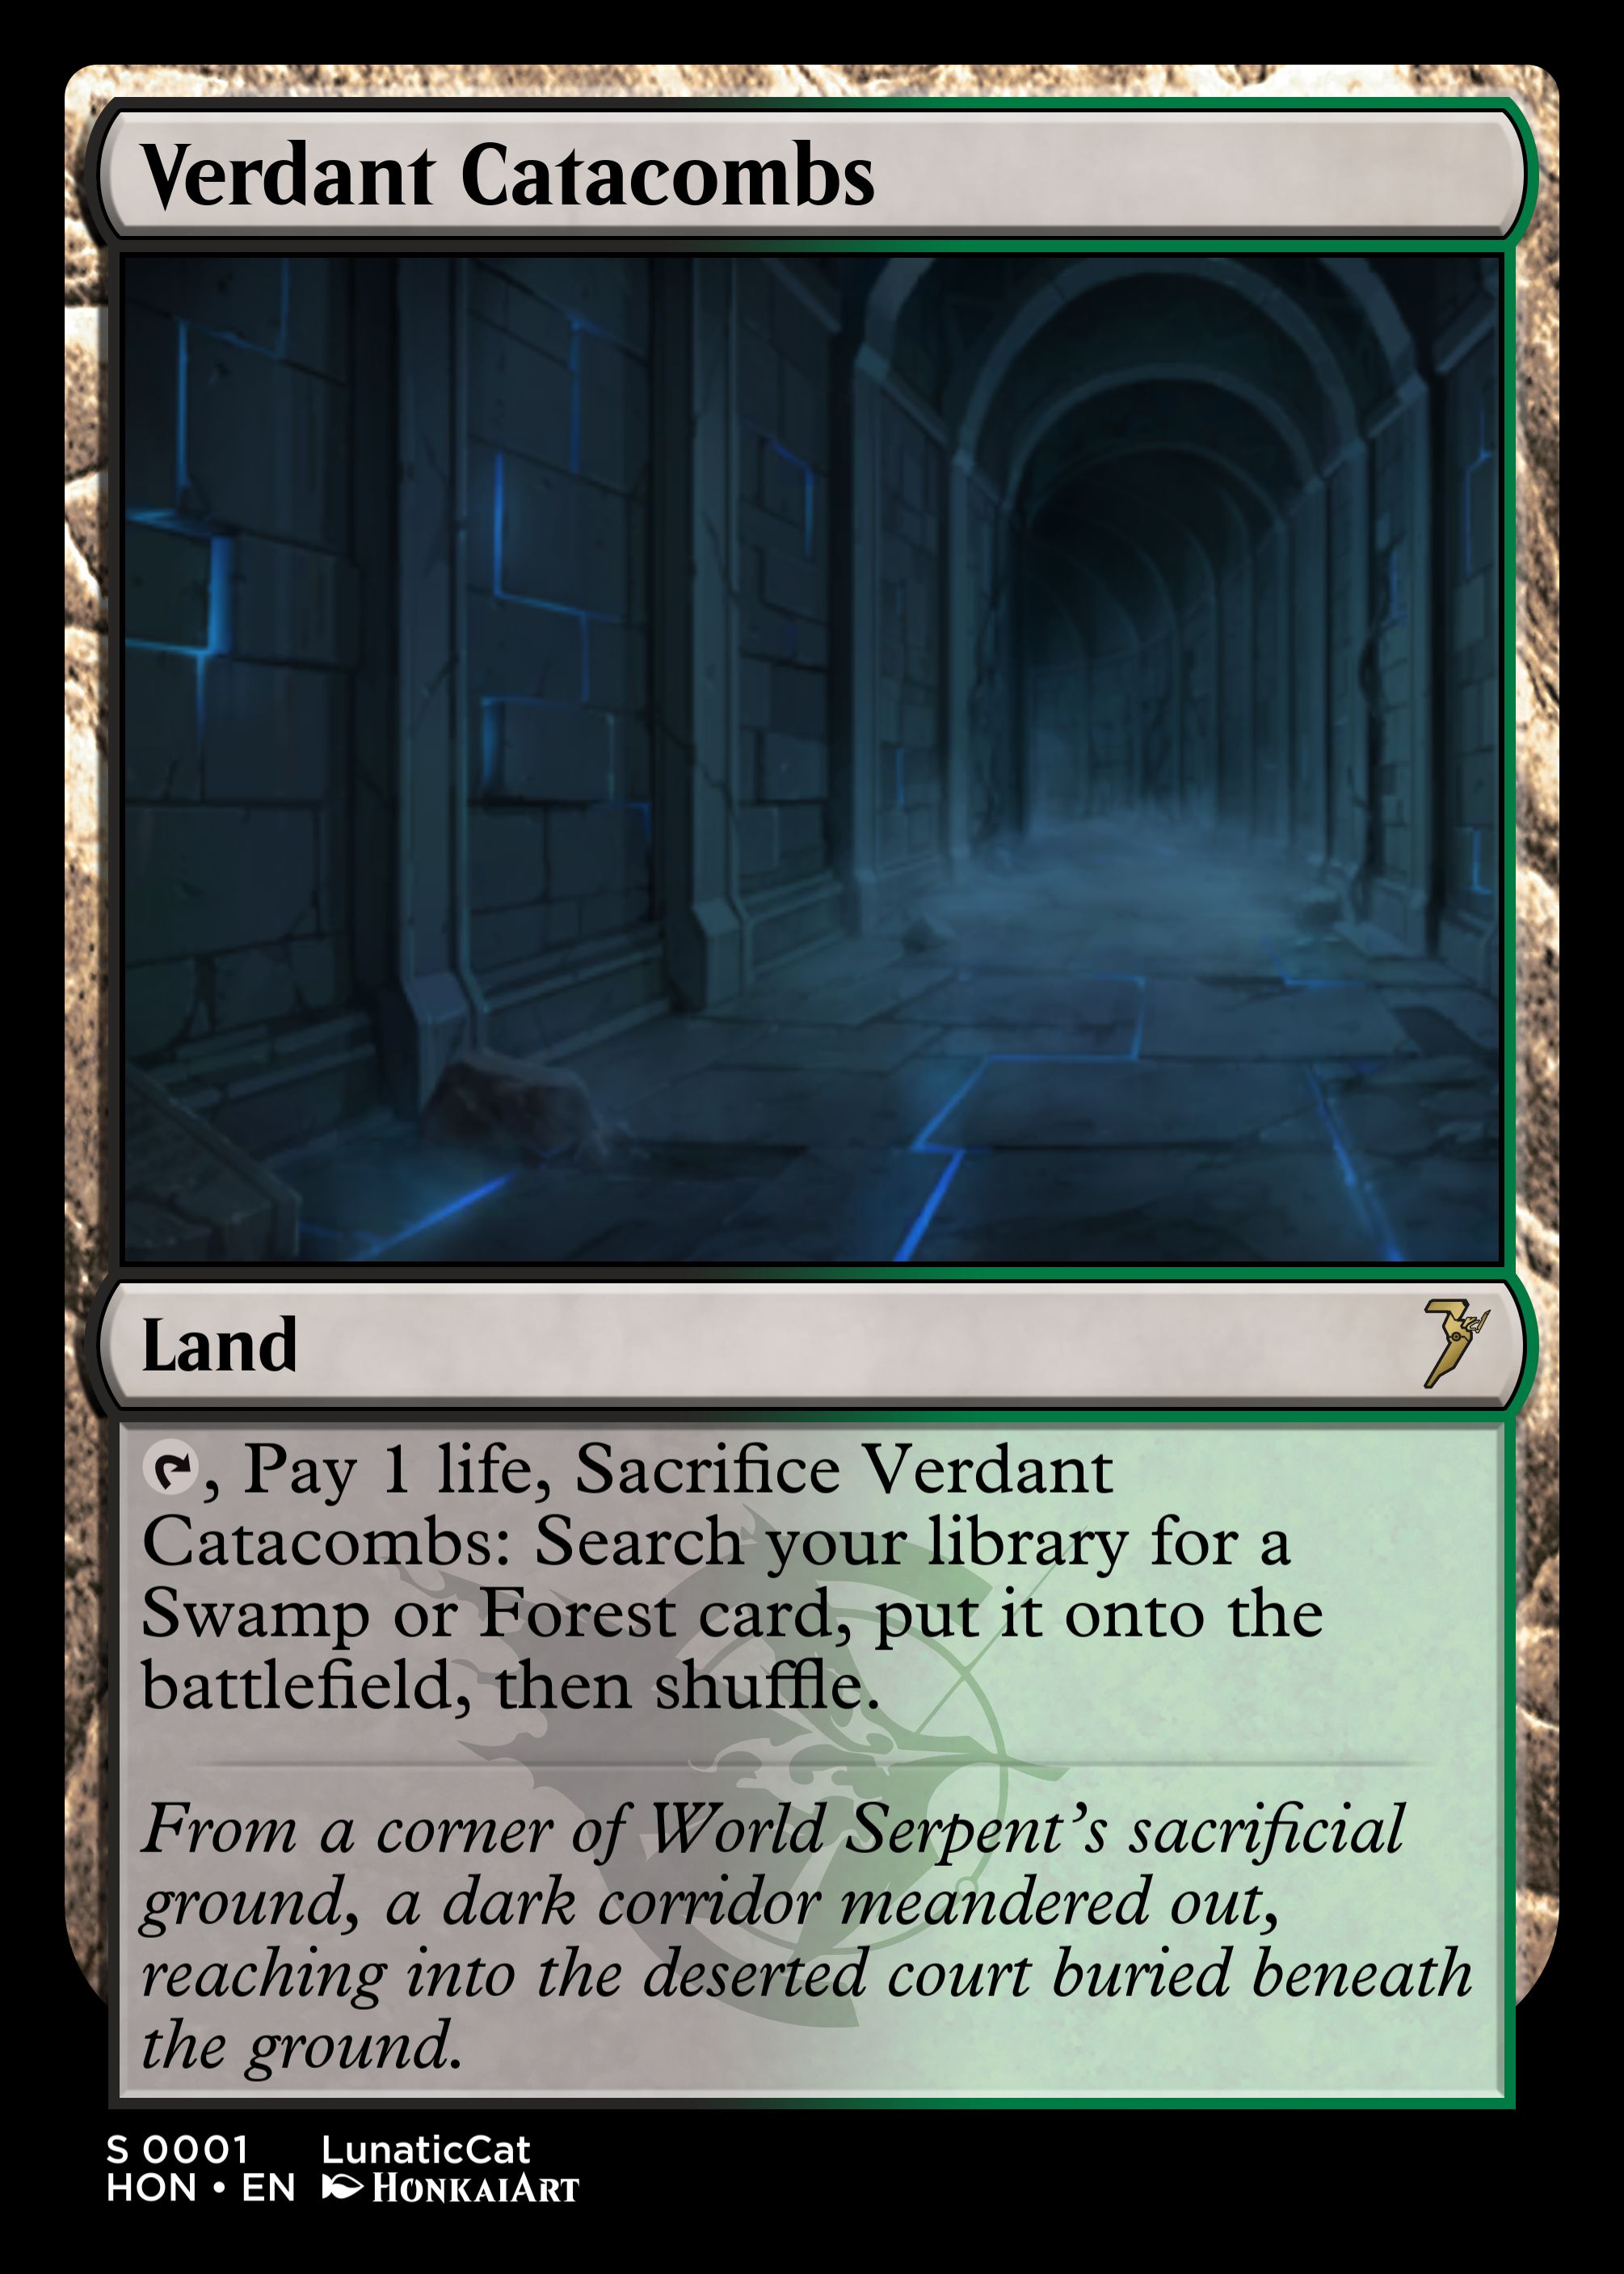 Verdant Catacombs
Land
, Pay 1 life, Sacrifice Verdant
Catacombs: Search your library for a
Swamp or Forest card, put it onto the
battlefield, then shuffle.
From a corner of World Serpent’s sacrificial
ground, a dark corridor meandered out,
reaching into the deserted court buried beneath
the ground.
S 0001 LunaticCat
HON • EN HonkaiArt